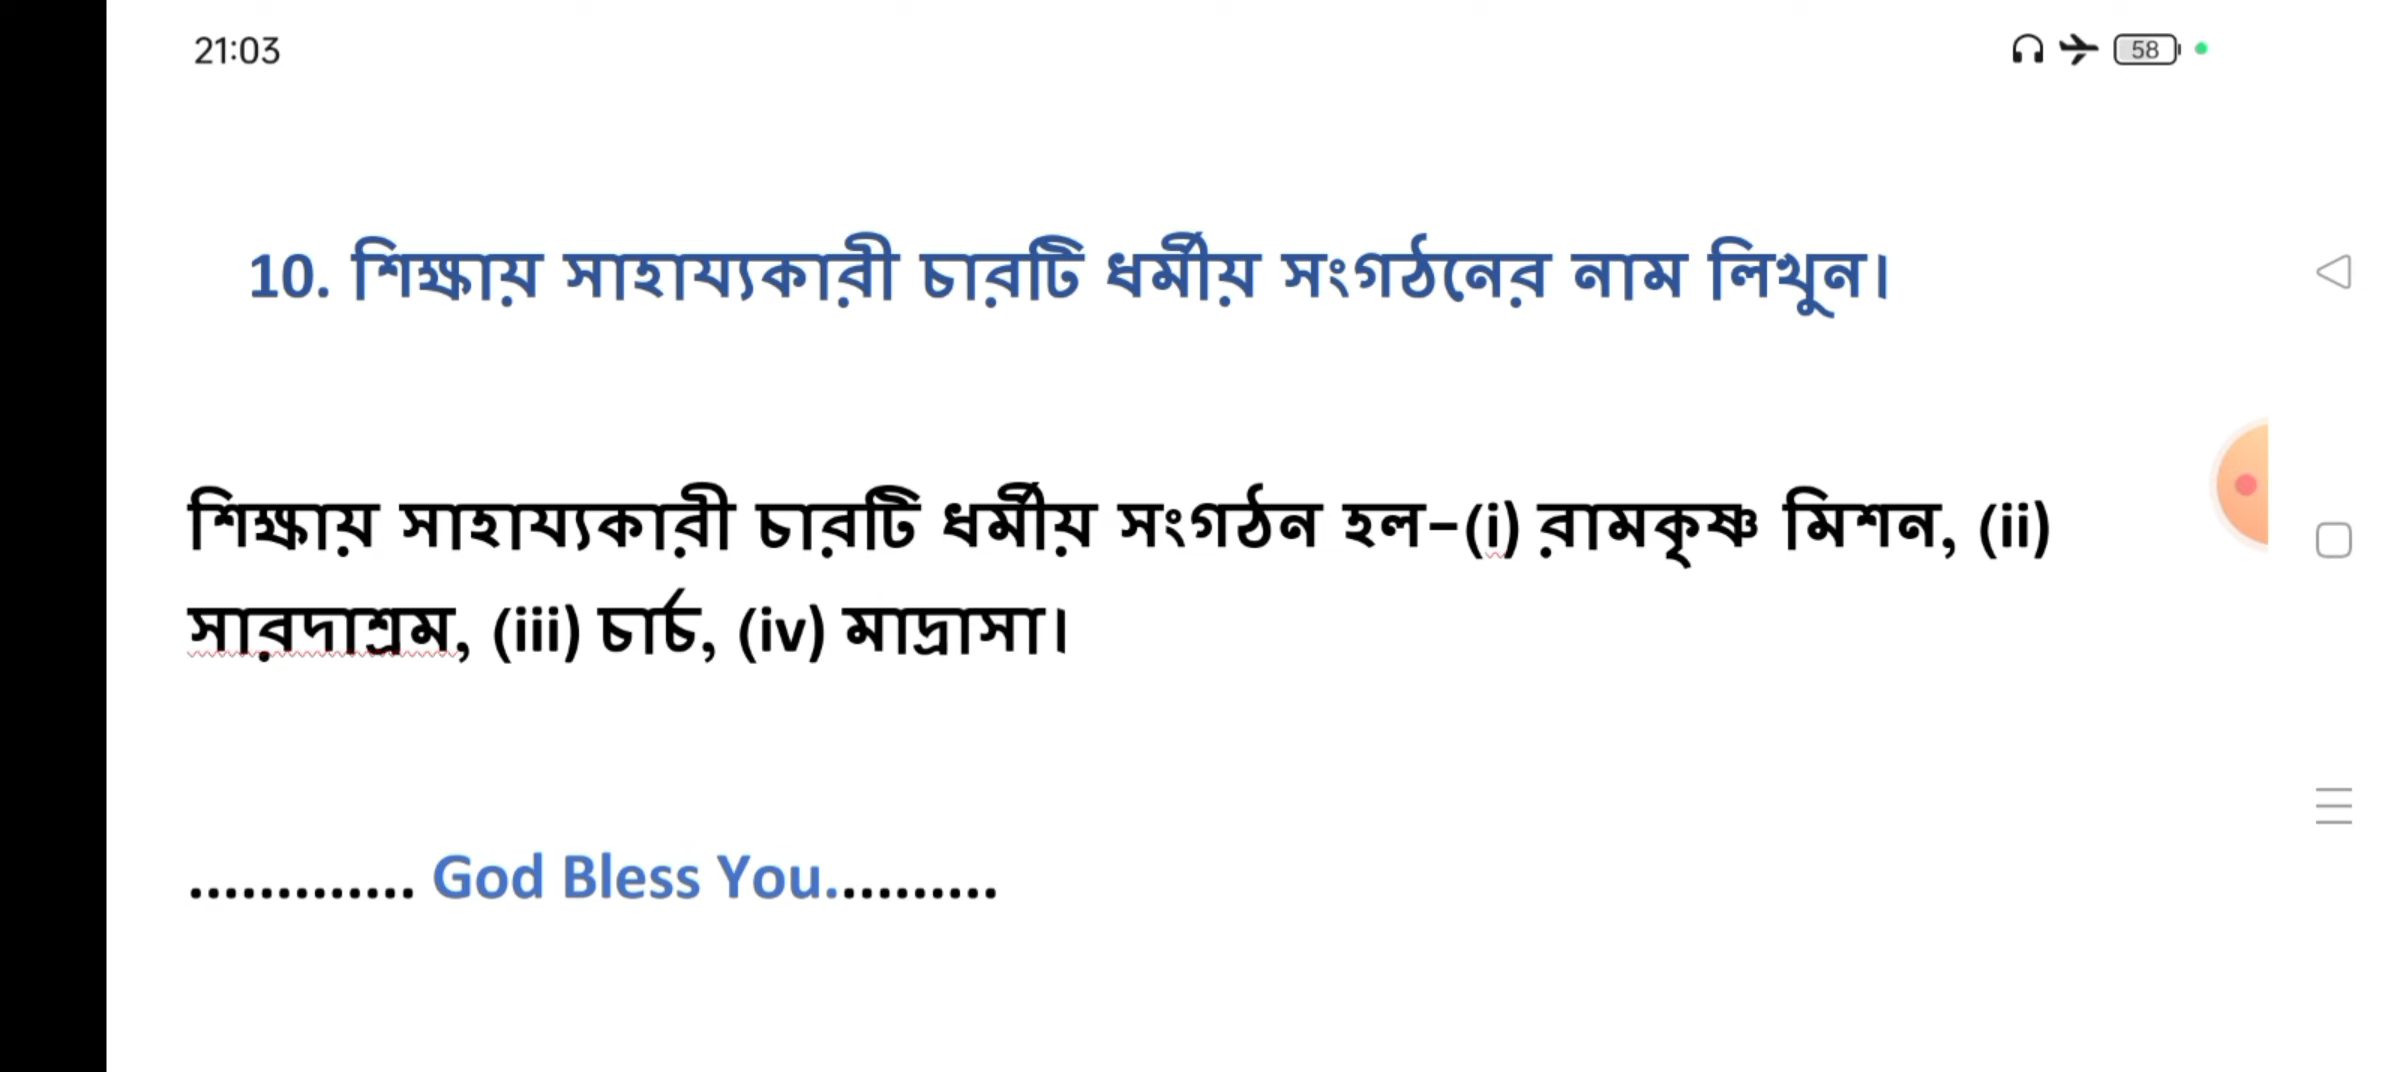 21:03
58
10. শিক্ষায় সাহায্যকারী চারটি ধর্মীয় সংগঠনের নাম লিখুন।
শিক্ষায় সাহায্যকারী চারটি ধর্মীয় সংগঠন হল–(i) রামকৃষ্ণ মিশন, (ii)
সারদাশ্রম, (iii) চার্চ, (iv) মাদ্রাসা।
............. God Bless You..........